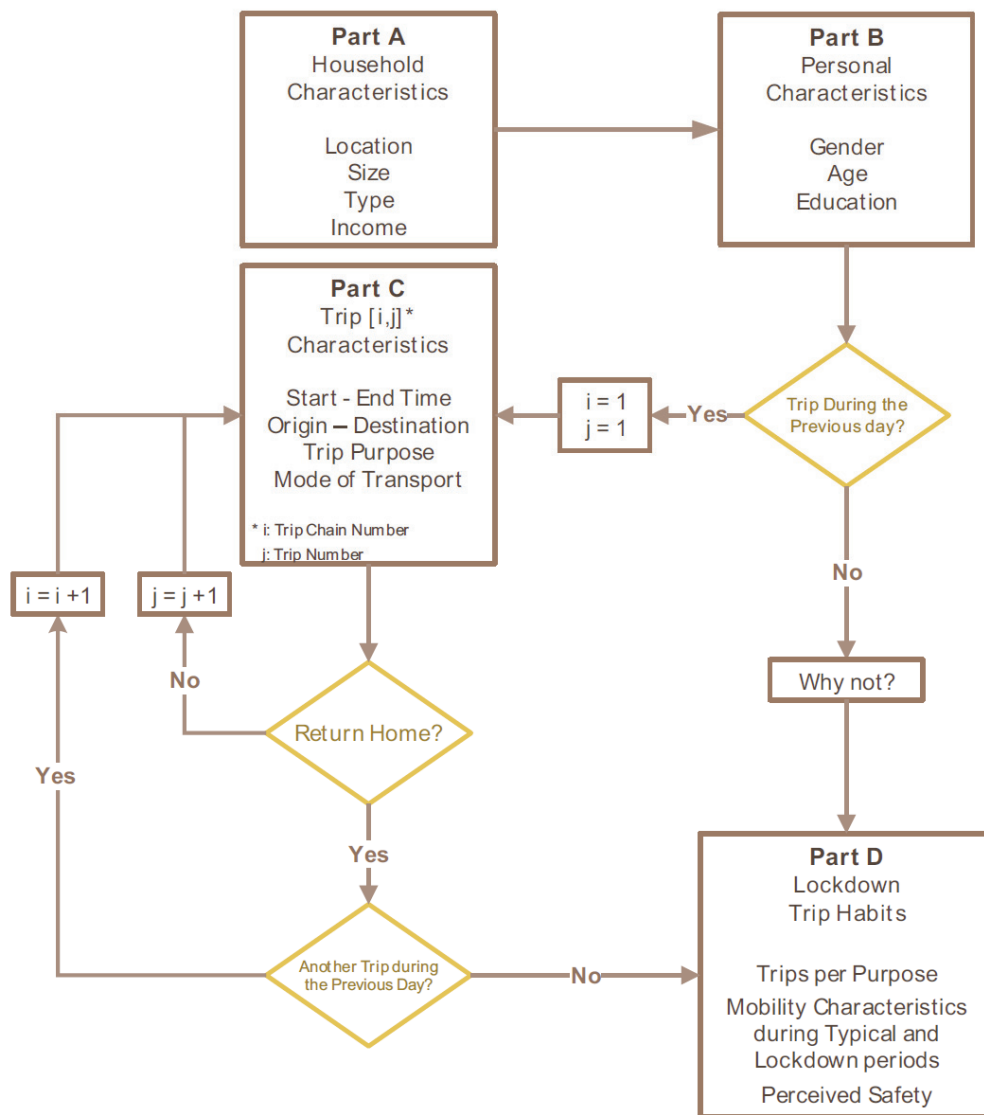 Part A
Household
Characteristics
Location
Size
Type
Income
Part B
Personal
Characteristics
Gender
Age
Education
Part C
Trip [i,j]*
Characteristics
Start - End Time
Origin – Destination
Trip Purpose
Mode of Transport
* i: Trip Chain Number
j: Trip Number
i = 1
j = 1
Yes
Trip During the
Previous day?
No
Why not?
i = i +1
j = j+1
No
Return Home?
Yes
Yes
Another Trip during
the Previous Day?
No
Part D
Lockdown
Trip Habits
Trips per Purpose
Mobility Characteristics
during Typical and
Lockdown periods
Perceived Safety